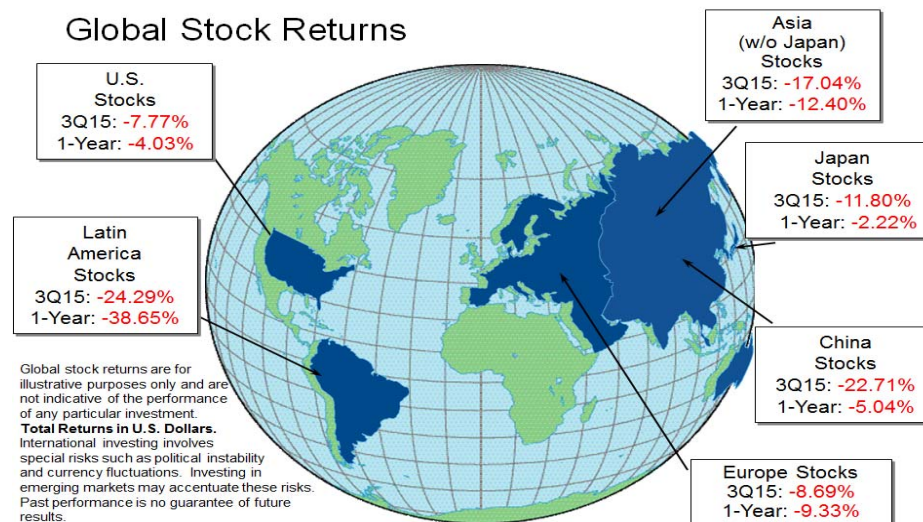 Global Stock Returns
U.S.
Stocks
3Q15: -7.77%
1-Year: -4.03%
Latin
America
Stocks
3Q15: -24.29%
1-Year: -38.65%
Asia
(w/o Japan)
Stocks
3Q15: -17.04%
1-Year: -12.40%
Japan
Stocks
3Q15: -11.80%
1-Year: -2.22%
China
Stocks
3Q15: -22.71%
1-Year: -5.04%
Europe Stocks
3Q15: -8.69%
1-Year: -9.33%
Global stock returns are for
illustrative purposes only and are
not indicative of the performance
of any particular investment.
Total Returns in U.S. Dollars.
International investing involves
special risks such as political instability
and currency fluctuations. Investing in
emerging markets may accentuate these risks.
Past performance is no guarantee of future
results.